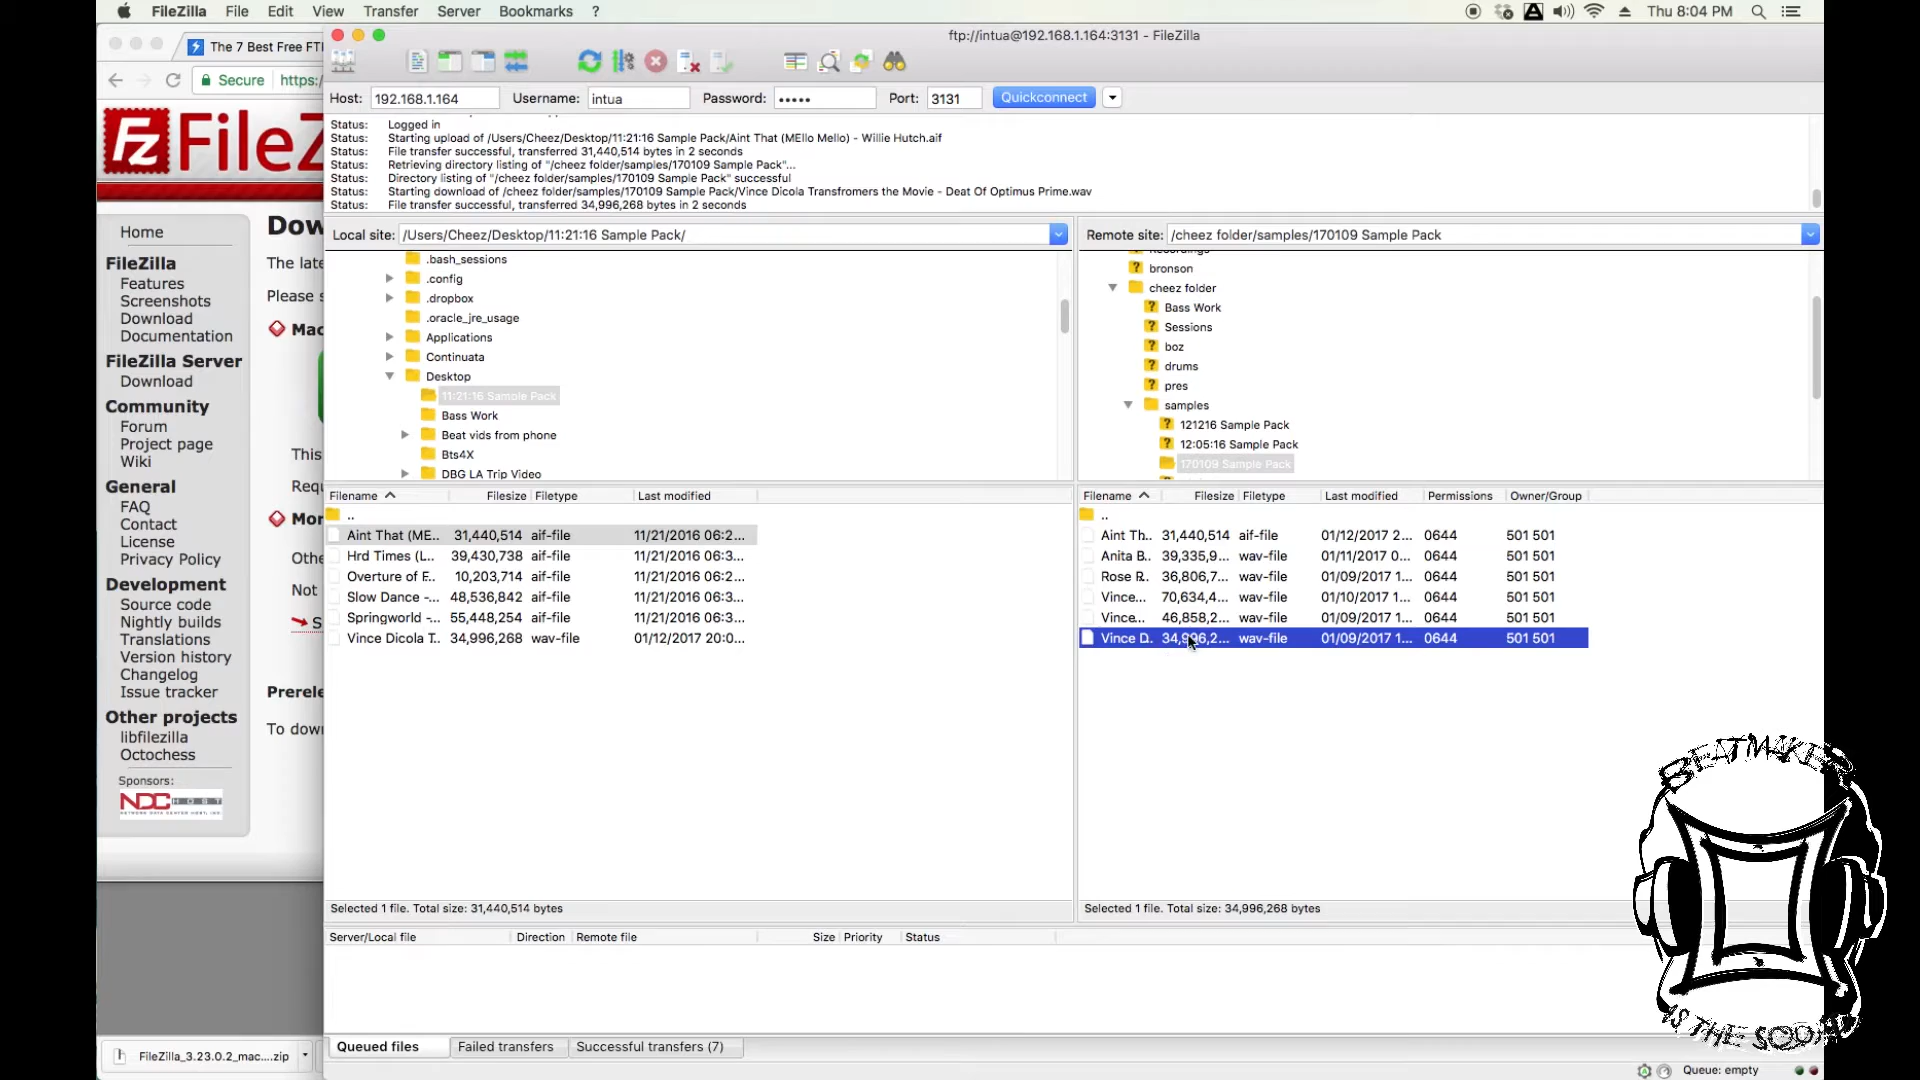 FileZilla File Edit View Transfer Server Bookmarks ? Thu 8:04 PM
The 7 Best Free FT
ftp://intua@192.168.1.164:3131 - FileZilla
Secure https:/
Host: 192.168.1.164 Username: intua Password: ••••• Port: 3131 Quickconnect
Status: Logged in
Status: Starting upload of /Users/Cheez/Desktop/11:21:16 Sample Pack/Aint That (MEllo Mello) - Willie Hutch.aif
Status: File transfer successful, transferred 31,440,514 bytes in 2 seconds
Status: Retrieving directory listing of "/cheez folder/samples/170109 Sample Pack"...
Status: Directory listing of "/cheez folder/samples/170109 Sample Pack" successful
Status: Starting download of /cheez folder/samples/170109 Sample Pack/Vince Dicola Transfromers the Movie - Deat Of Optimus Prime.wav
Status: File transfer successful, transferred 34,996,268 bytes in 2 seconds
Fz FileZ
Home
FileZilla
Features
Screenshots
Download
Documentation
FileZilla Server
Download
Community
Forum
Project page
Wiki
General
FAQ
Contact
License
Privacy Policy
Development
Source code
Nightly builds
Translations
Version history
Changelog
Issue tracker
Other projects
libfilezilla
Octochess
Sponsors:
NDC HOST
Dow
The late
Please s
Mac
This
Requ
Mor
Othe
Not
S
Prerele
To down
Local site: /Users/Cheez/Desktop/11:21:16 Sample Pack/
.bash_sessions
.config
.dropbox
.oracle_jre_usage
Applications
Continuata
Desktop
11:21:16 Sample Pack
Bass Work
Beat vids from phone
Bts4X
DBG LA Trip Video
Remote site: /cheez folder/samples/170109 Sample Pack
Recordings
bronson
cheez folder
Bass Work
Sessions
boz
drums
pres
samples
121216 Sample Pack
12:05:16 Sample Pack
170109 Sample Pack
Filename Filesize Filetype Last modified
..
Aint That (ME... 31,440,514 aif-file 11/21/2016 06:2...
Hrd Times (L... 39,430,738 aif-file 11/21/2016 06:3...
Overture of F... 10,203,714 aif-file 11/21/2016 06:2...
Slow Dance -... 48,536,842 aif-file 11/21/2016 06:3...
Springworld -... 55,448,254 aif-file 11/21/2016 06:3...
Vince Dicola T... 34,996,268 wav-file 01/12/2017 20:0...
Selected 1 file. Total size: 31,440,514 bytes
Filename Filesize Filetype Last modified Permissions Owner/Group
..
Aint Th... 31,440,514 aif-file 01/12/2017 2... 0644 501 501
Anita B... 39,335,9... wav-file 01/11/2017 0... 0644 501 501
Rose R... 36,806,7... wav-file 01/09/2017 1... 0644 501 501
Vince... 70,634,4... wav-file 01/10/2017 1... 0644 501 501
Vince... 46,858,2... wav-file 01/09/2017 1... 0644 501 501
Vince D... 34,996,2... wav-file 01/09/2017 1... 0644 501 501
Selected 1 file. Total size: 34,996,268 bytes
Server/Local file Direction Remote file Size Priority Status
Queued files Failed transfers Successful transfers (7)
Queue: empty
FileZilla_3.23.0.2_mac....zip
BEATMAKER
IS THE